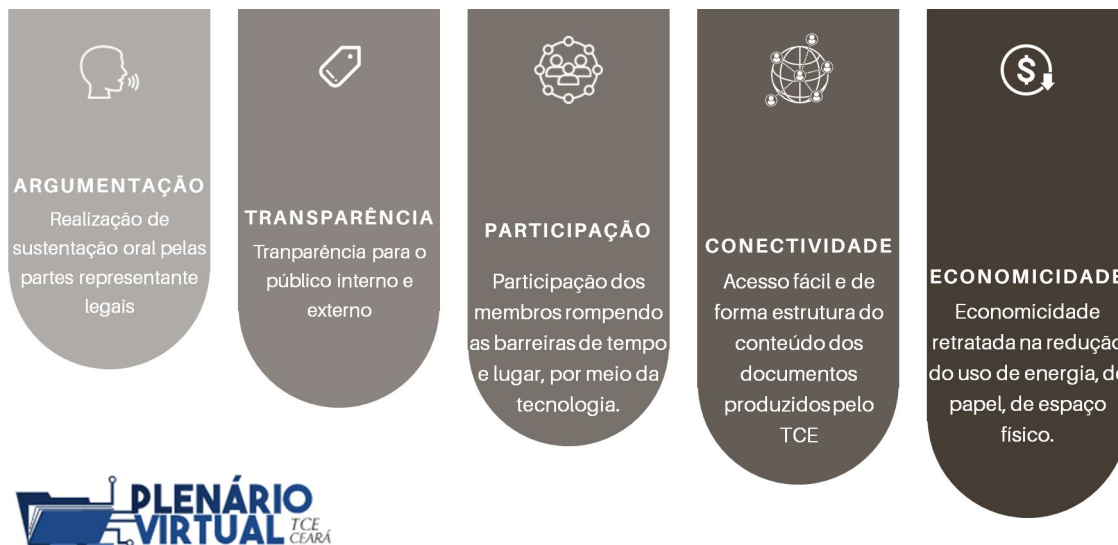 ARGUMENTAÇÃO
Realização de
sustentação oral pelas
partes representante
legais
TRANSPARÊNCIA
Tranparência para o
público interno e
externo
PARTICIPAÇÃO
Participação dos
membros rompendo
as barreiras de tempo
e lugar, por meio da
tecnologia.
CONECTIVIDADE
Acesso fácil e de
forma estrutura do
conteúdo dos
documentos
produzidos pelo
TCE
ECONOMICIDADE
Economicidade
retratada na redução
do uso de energia, de
papel, de espaço
físico.
PLENÁRIO
VIRTUAL TCE
CEARÁ